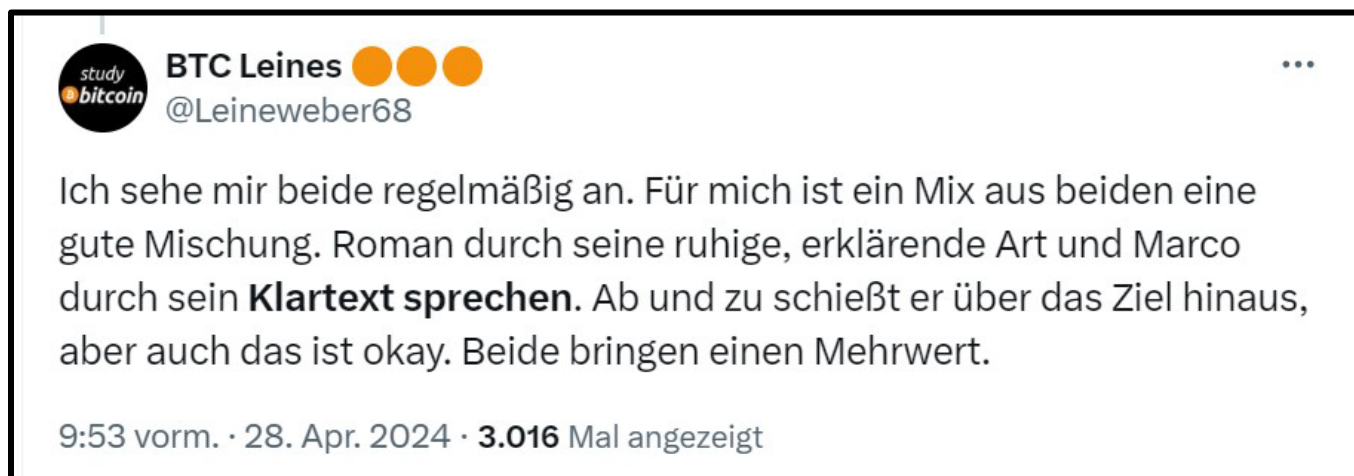 study
bitcoin
BTC Leines
@Leineweber68
Ich sehe mir beide regelmäßig an. Für mich ist ein Mix aus beiden eine
gute Mischung. Roman durch seine ruhige, erklärende Art und Marco
durch sein Klartext sprechen. Ab und zu schießt er über das Ziel hinaus,
aber auch das ist okay. Beide bringen einen Mehrwert.
9:53 vorm. · 28. Apr. 2024 · 3.016 Mal angezeigt